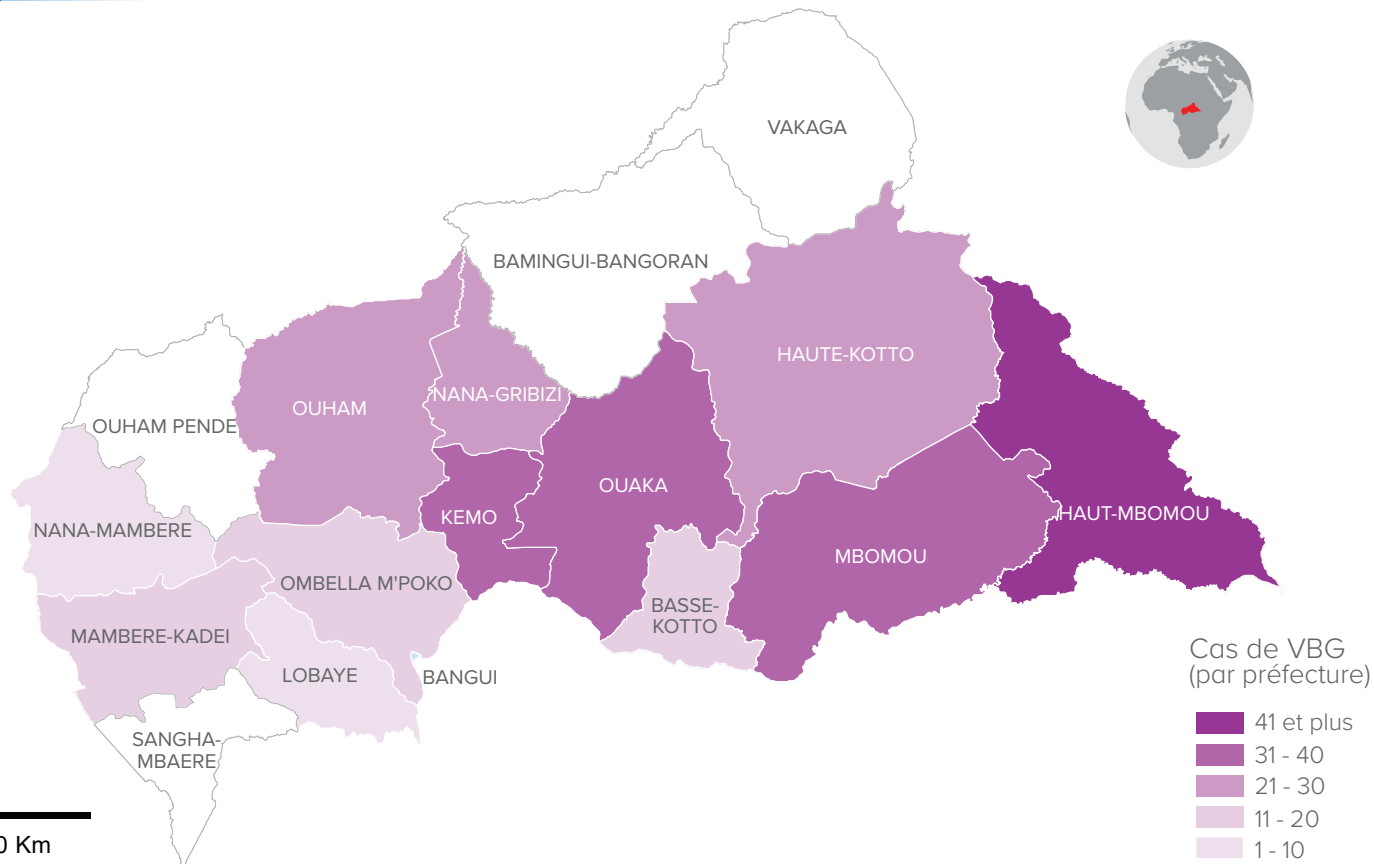 VAKAGA
BAMINGUI-BANGORAN
HAUTE-KOTTO
NANA-GRIBIZI
OUHAM
OUHAM PENDE
OUAKA
KEMO
HAUT-MBOMOU
NANA-MAMBERE
MBOMOU
OMBELLA M'POKO
BASSE-
KOTTO
MAMBERE-KADEI
LOBAYE
BANGUI
SANGHA-
MBAERE
Cas de VBG
(par préfecture)
41 et plus
31 - 40
21 - 30
11 - 20
1 - 10
0 Km